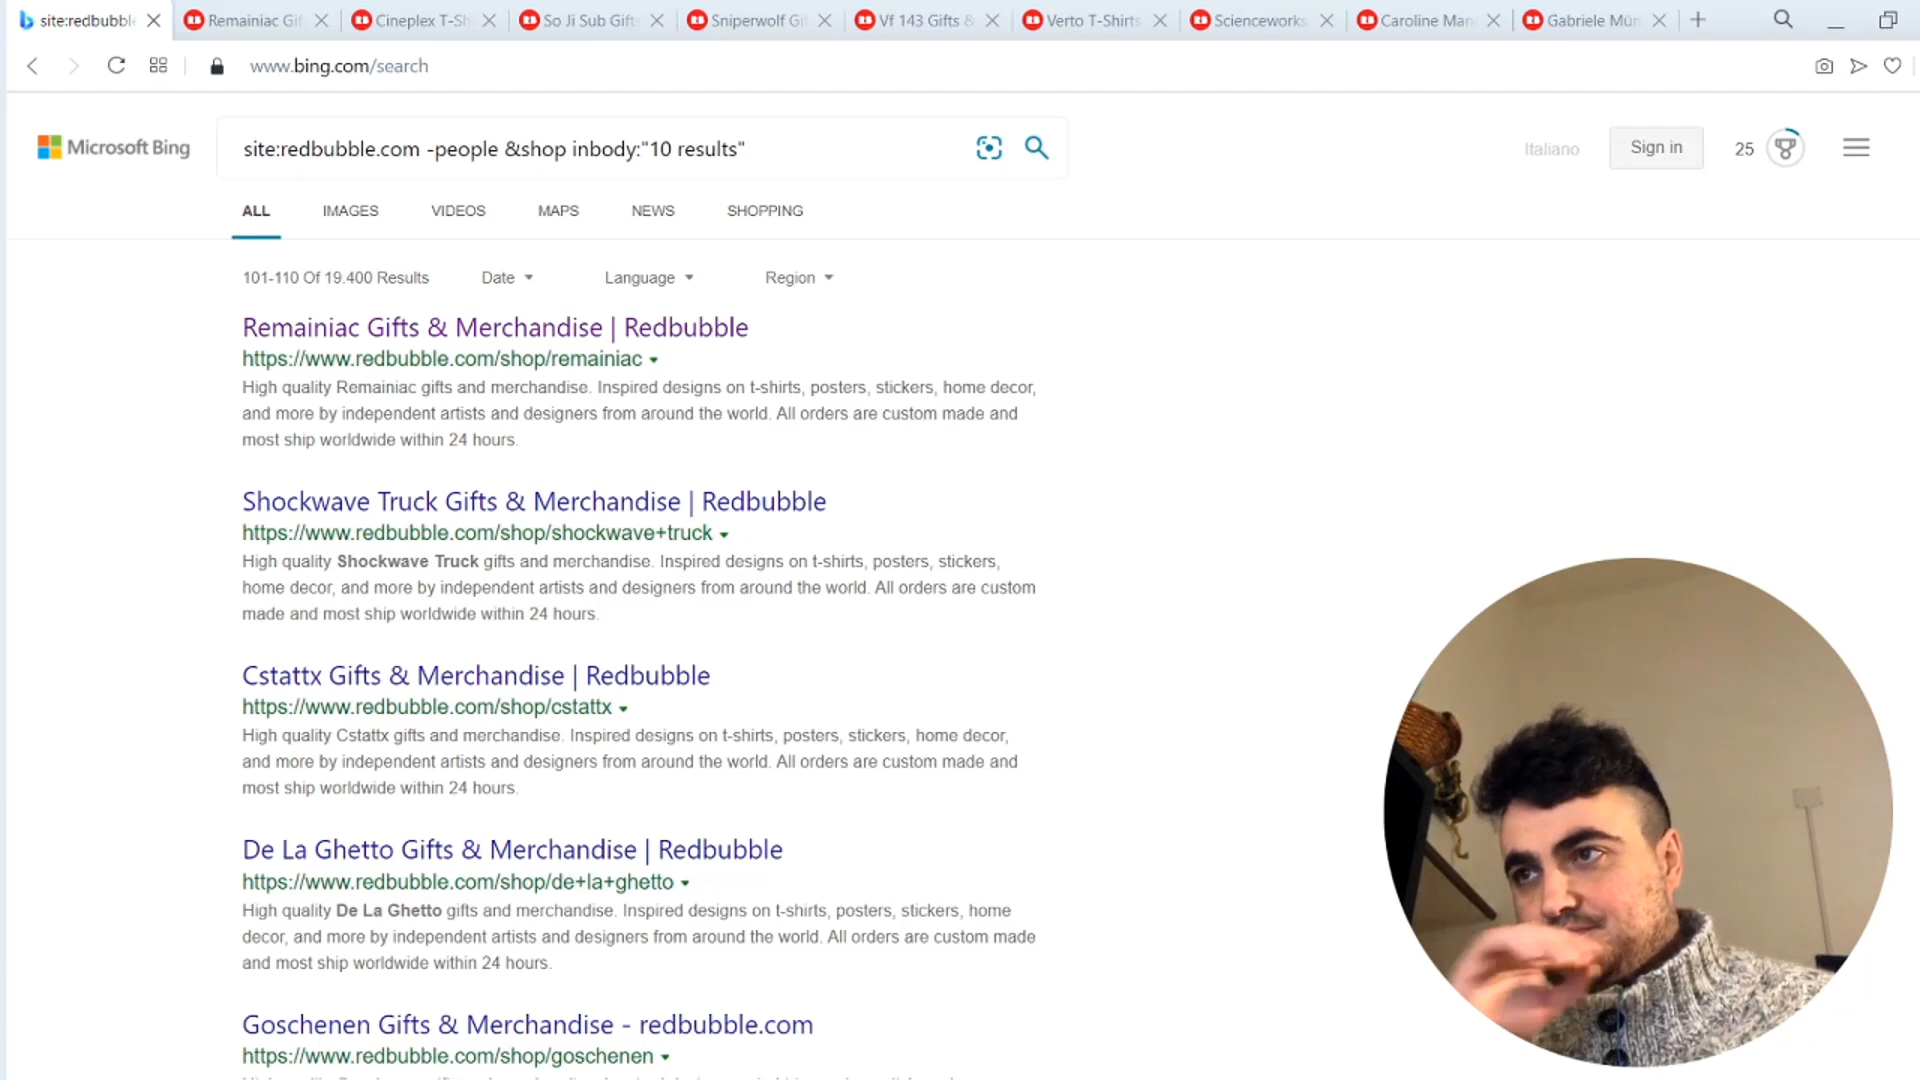 site:redbubble
Remainiac Gif
Cineplex T-Sh
So Ji Sub Gifts
Sniperwolf Gi
Vf 143 Gifts &
Verto T-Shirts
Scienceworks
Caroline Man
Gabriele Mün
www.bing.com/search
Microsoft Bing
site:redbubble.com -people &shop inbody:"10 results"
Italiano
Sign in
25
ALL
IMAGES
VIDEOS
MAPS
NEWS
SHOPPING
101-110 Of 19.400 Results
Date
Language
Region
Remainiac Gifts & Merchandise | Redbubble
https://www.redbubble.com/shop/remainiac
High quality Remainiac gifts and merchandise. Inspired designs on t-shirts, posters, stickers, home decor,
and more by independent artists and designers from around the world. All orders are custom made and
most ship worldwide within 24 hours.
Shockwave Truck Gifts & Merchandise | Redbubble
https://www.redbubble.com/shop/shockwave+truck
High quality Shockwave Truck gifts and merchandise. Inspired designs on t-shirts, posters, stickers,
home decor, and more by independent artists and designers from around the world. All orders are custom
made and most ship worldwide within 24 hours.
Cstattx Gifts & Merchandise | Redbubble
https://www.redbubble.com/shop/cstattx
High quality Cstattx gifts and merchandise. Inspired designs on t-shirts, posters, stickers, home decor,
and more by independent artists and designers from around the world. All orders are custom made and
most ship worldwide within 24 hours.
De La Ghetto Gifts & Merchandise | Redbubble
https://www.redbubble.com/shop/de+la+ghetto
High quality De La Ghetto gifts and merchandise. Inspired designs on t-shirts, posters, stickers, home
decor, and more by independent artists and designers from around the world. All orders are custom made
and most ship worldwide within 24 hours.
Goschenen Gifts & Merchandise - redbubble.com
https://www.redbubble.com/shop/goschenen